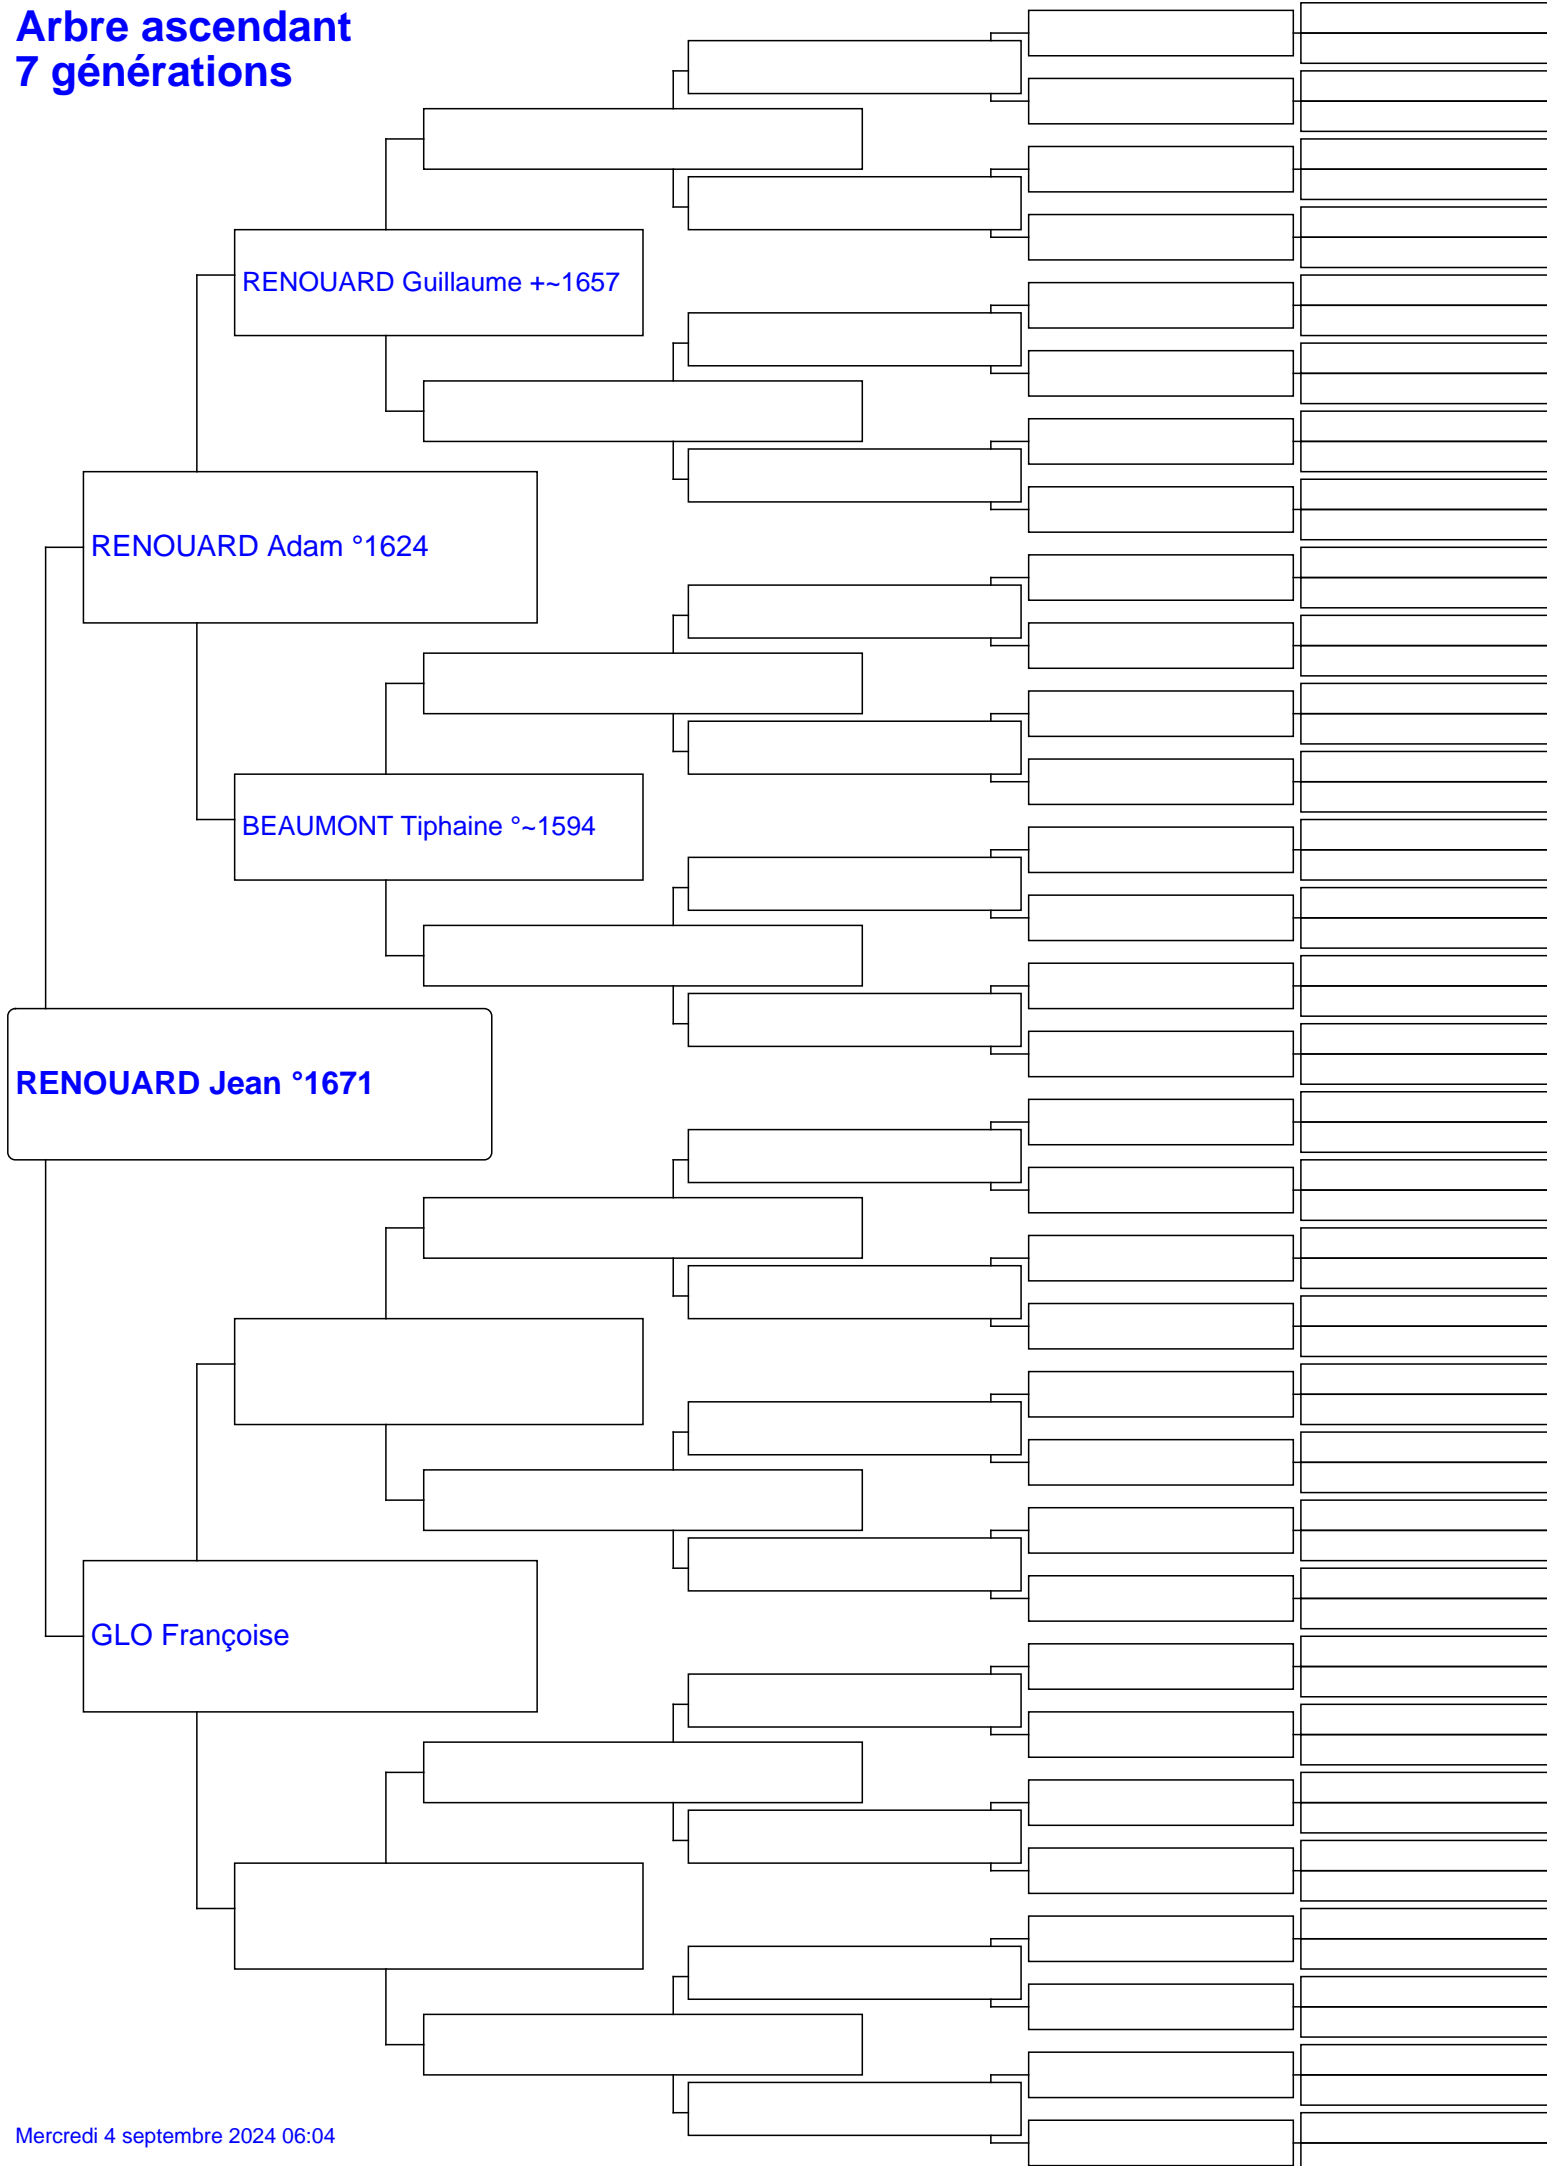 Arbre ascendant
7 générations
RENOUARD Guillaume +~1657
RENOUARD Adam °1624
BEAUMONT Tiphaine °~1594
RENOUARD Jean °1671
GLO Françoise
Mercredi 4 septembre 2024 06:04